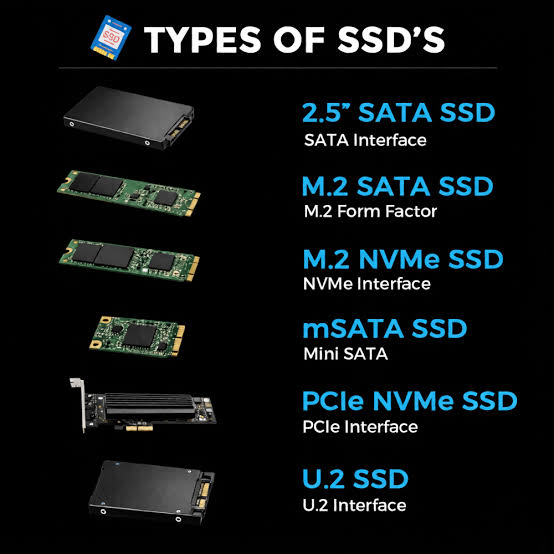 SSD
TYPES OF SSD'S
2.5" SATA SSD
SATA Interface
M.2 SATA SSD
M.2 Form Factor
M.2 NVMe SSD
NVMe Interface
mSATA SSD
Mini SATA
PCIe NVMe SSD
PCIe Interface
U.2 SSD
U.2 Interface